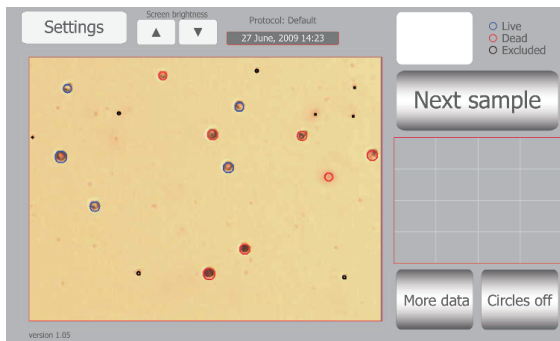 Settings
Screen brightness
Protocol: Default
27 June, 2009 14:23
Live
Dead
Excluded
Next sample
More data
Circles off
version 1.05